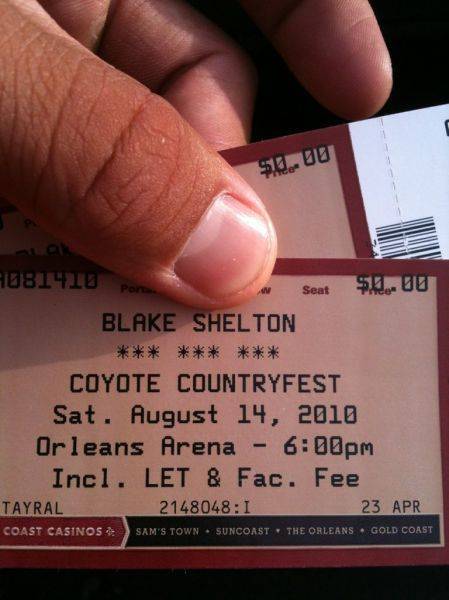 $0.00
Price
A081410 Seat $0.00
Price
BLAKE SHELTON
*** *** ***
COYOTE COUNTRYFEST
Sat. August 14, 2010
Orleans Arena - 6:00pm
Incl. LET & Fac. Fee
TAYRAL 2148048:I 23 APR
COAST CASINOS SAM'S TOWN • SUNCOAST • THE ORLEANS • GOLD COAST